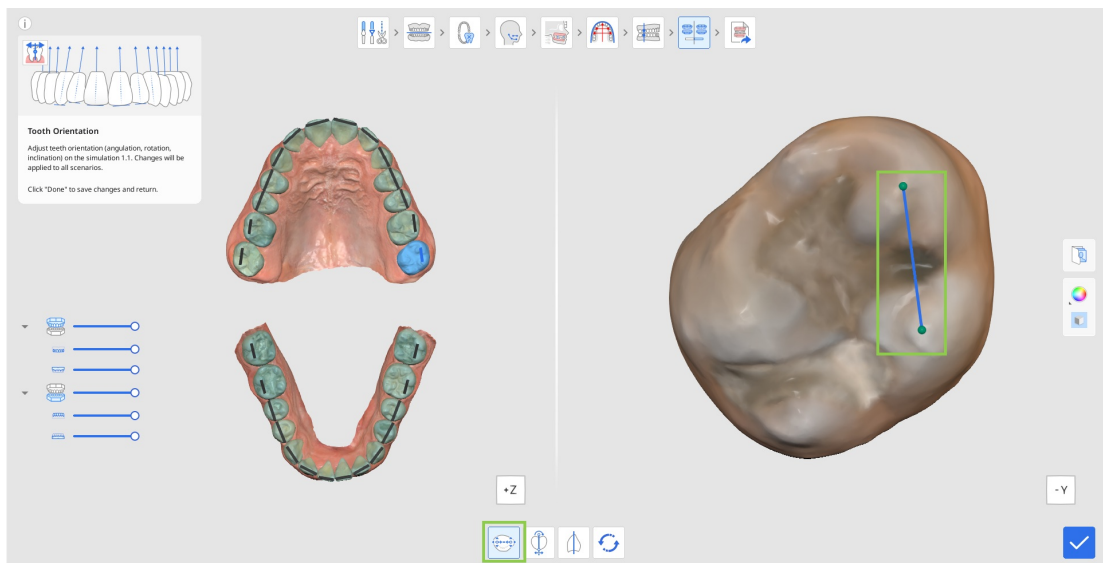 Tooth Orientation
Adjust teeth orientation (angulation, rotation,
inclination) on the simulation 1.1. Changes will be
applied to all scenarios.
Click "Done" to save changes and return.
+Z
- Y